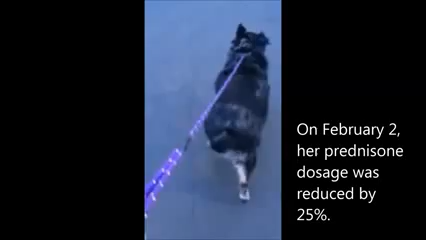 On February 2,
her prednisone
dosage was
reduced by
25%.